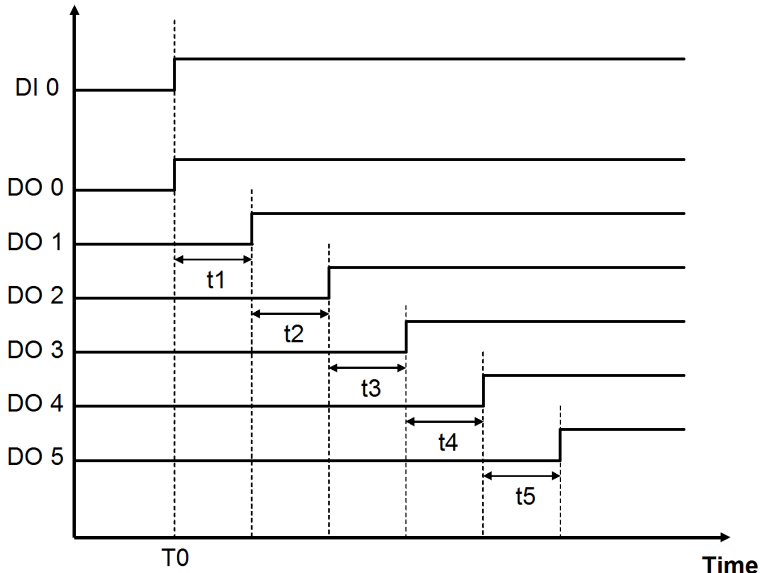 DI 0
DO 0
DO 1
t1
DO 2
t2
DO 3
t3
DO 4
t4
DO 5
t5
T0
Time